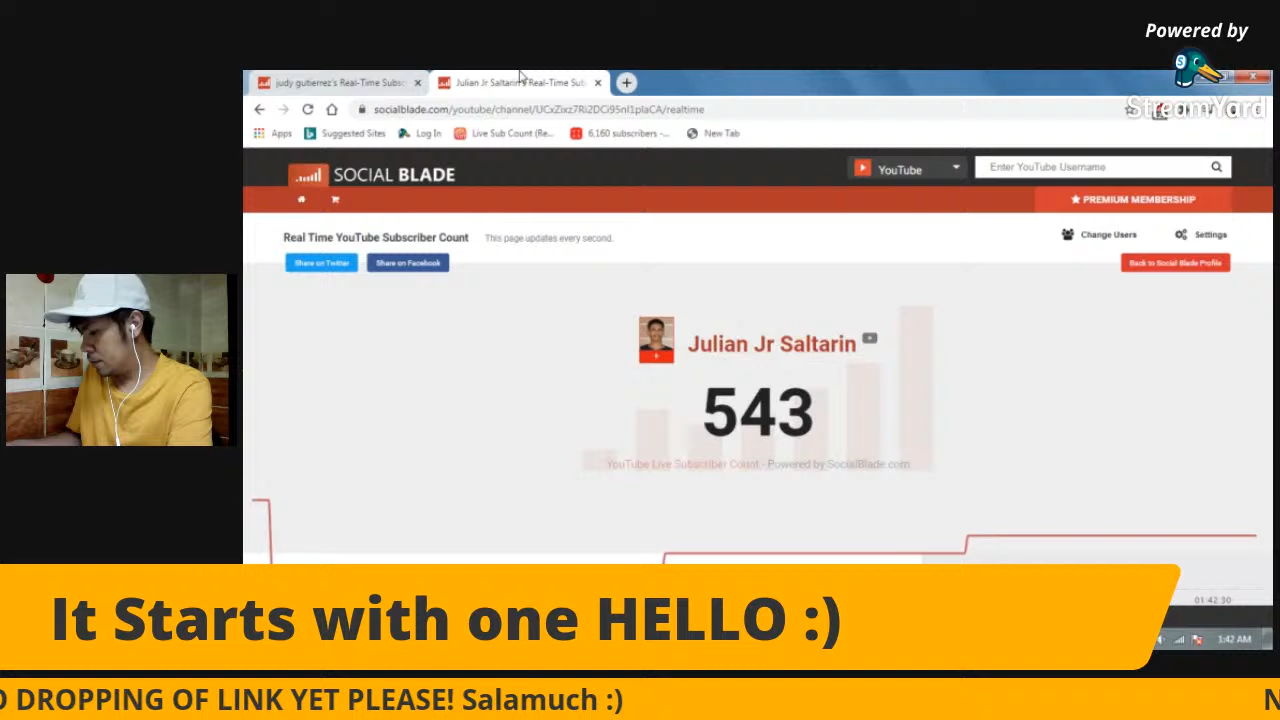 Powered by
StreamYard
judy gutierrez's Real-Time Subsc
Julian Jr Saltarin's Real-Time Sub
socialblade.com/youtube/channel/UCxZixz7Ri2DCi95nl1plaCA/realtime
Apps
Suggested Sites
Log In
Live Sub Count (Re...
6,160 subscribers -...
New Tab
SOCIAL BLADE
YouTube
Enter YouTube Username
PREMIUM MEMBERSHIP
Real Time YouTube Subscriber Count
This page updates every second.
Change Users
Settings
Share on Twitter
Share on Facebook
Back to Social Blade Profile
Julian Jr Saltarin
543
YouTube Live Subscriber Count - Powered by SocialBlade.com
01:42:30
It Starts with one HELLO :)
1:42 AM
O DROPPING OF LINK YET PLEASE! Salamuch :)
N